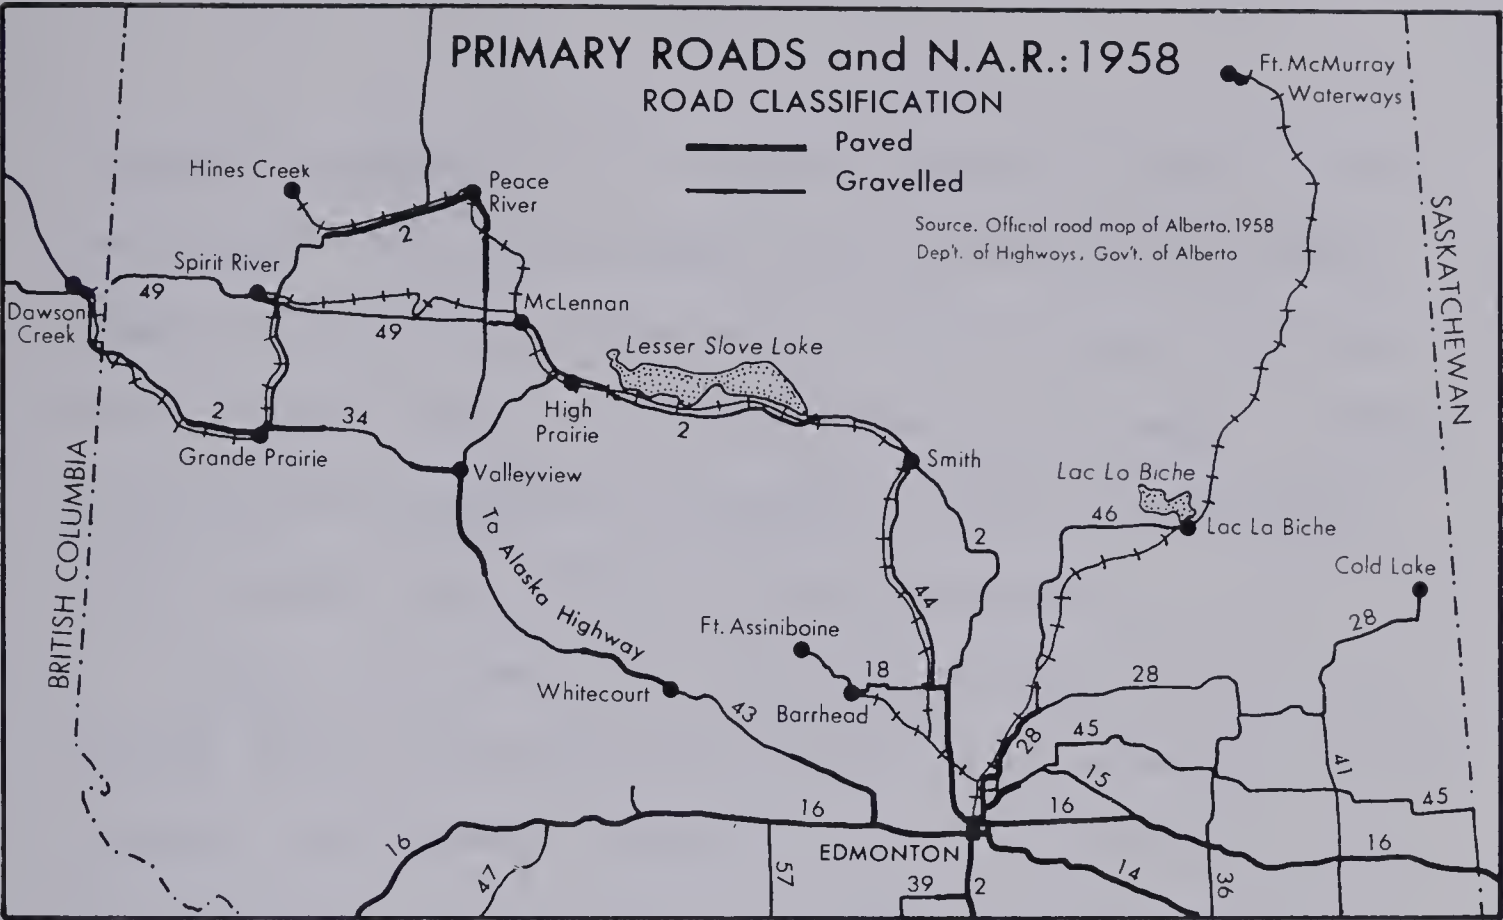 PRIMARY ROADS and N.A.R.: 1958
ROAD CLASSIFICATION
Paved
Gravelled
Source. Official road map of Alberta, 1958
Dep't. of Highways, Gov't. of Alberta
Ft. McMurray
Waterways
Hines Creek
Peace
River
2
Spirit River
49
Dawson
Creek
49
McLennan
Lesser Slave Lake
SASKATCHEWAN
2
34
High
Prairie
2
Grande Prairie
Valleyview
Smith
Lac La Biche
46
Lac La Biche
BRITISH COLUMBIA
To Alaska Highway
2
Cold Lake
44
28
Ft. Assiniboine
18
Whitecourt
43
Barrhead
28
28
45
41
15
45
16
16
16
16
EDMONTON
47
57
39
2
14
36